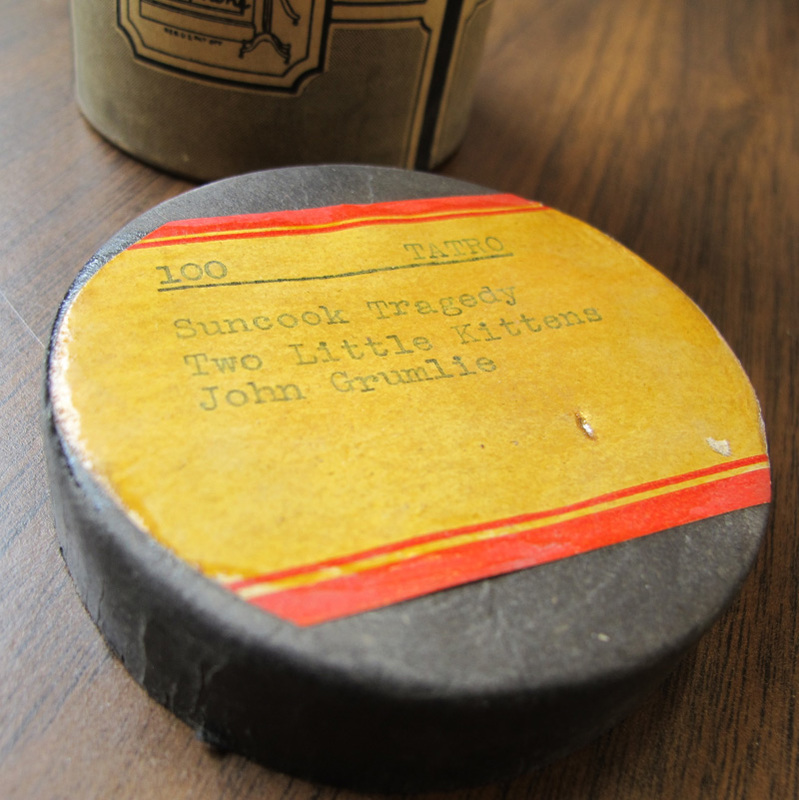 100 TATRO
Suncook Tragedy
Two Little Kittens
John Grumlie